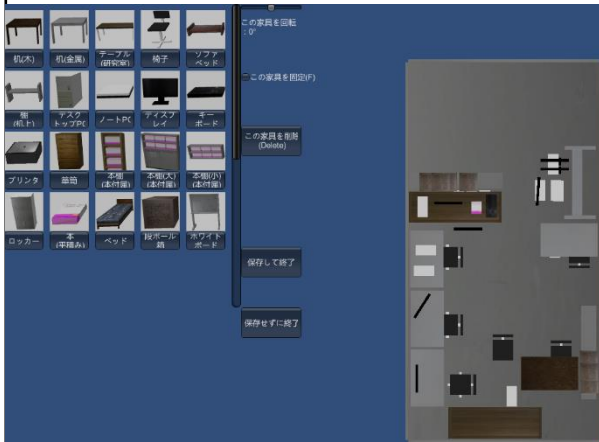 机(木)
机(金属)
テーブル
(研究室)
椅子
ソファ
ベッド
棚
(机上)
デスク
トップPC
ノートPC
ディスプ
レイ
キー
ボード
プリンタ
箪笥
本棚
(本付属)
本棚(大)
(本付属)
本棚(小)
(本付属)
ロッカー
本
(平積み)
ベッド
段ボール
箱
ホワイト
ボード
この家具を回転
:0°
この家具を固定(F)
この家具を削除
(Delete)
保存して終了
保存せずに終了